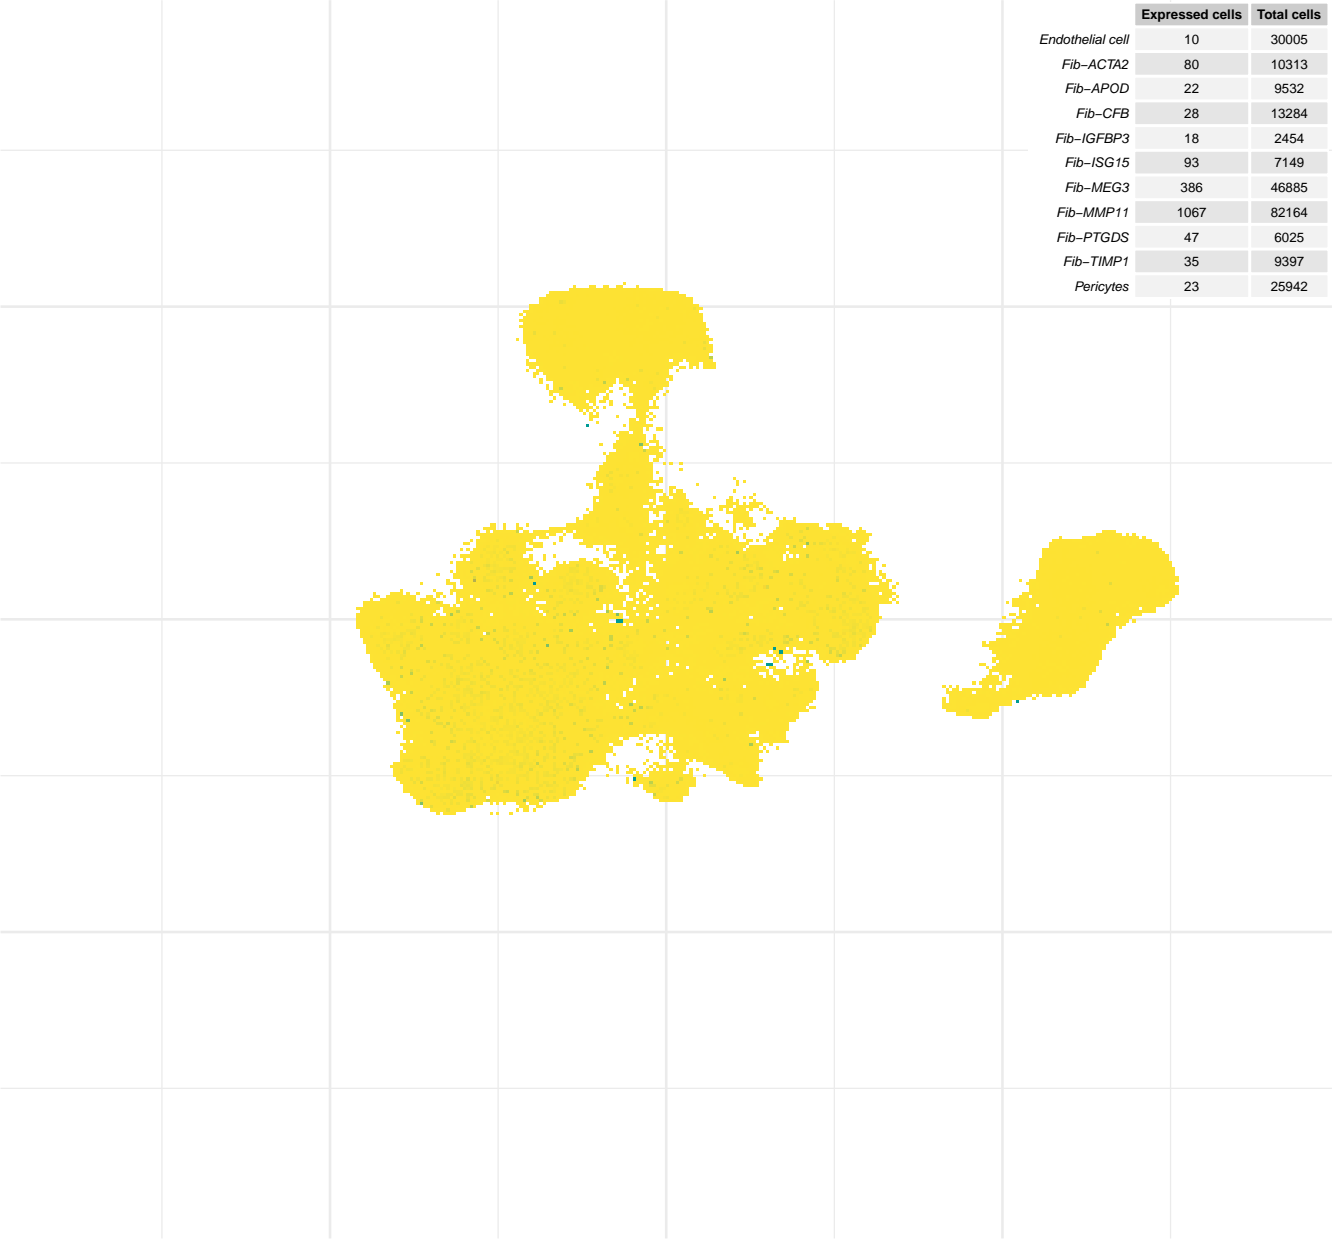 Expressed cells Total cells
Endothelial cell 10 30005
Fib−ACTA2 80 10313
Fib−APOD 22 9532
Fib−CFB 28 13284
Fib−IGFBP3 18 2454
Fib−ISG15 93 7149
Fib−MEG3 386 46885
Fib−MMP11 1067 82164
Fib−PTGDS 47 6025
Fib−TIMP1 35 9397
Pericytes 23 25942